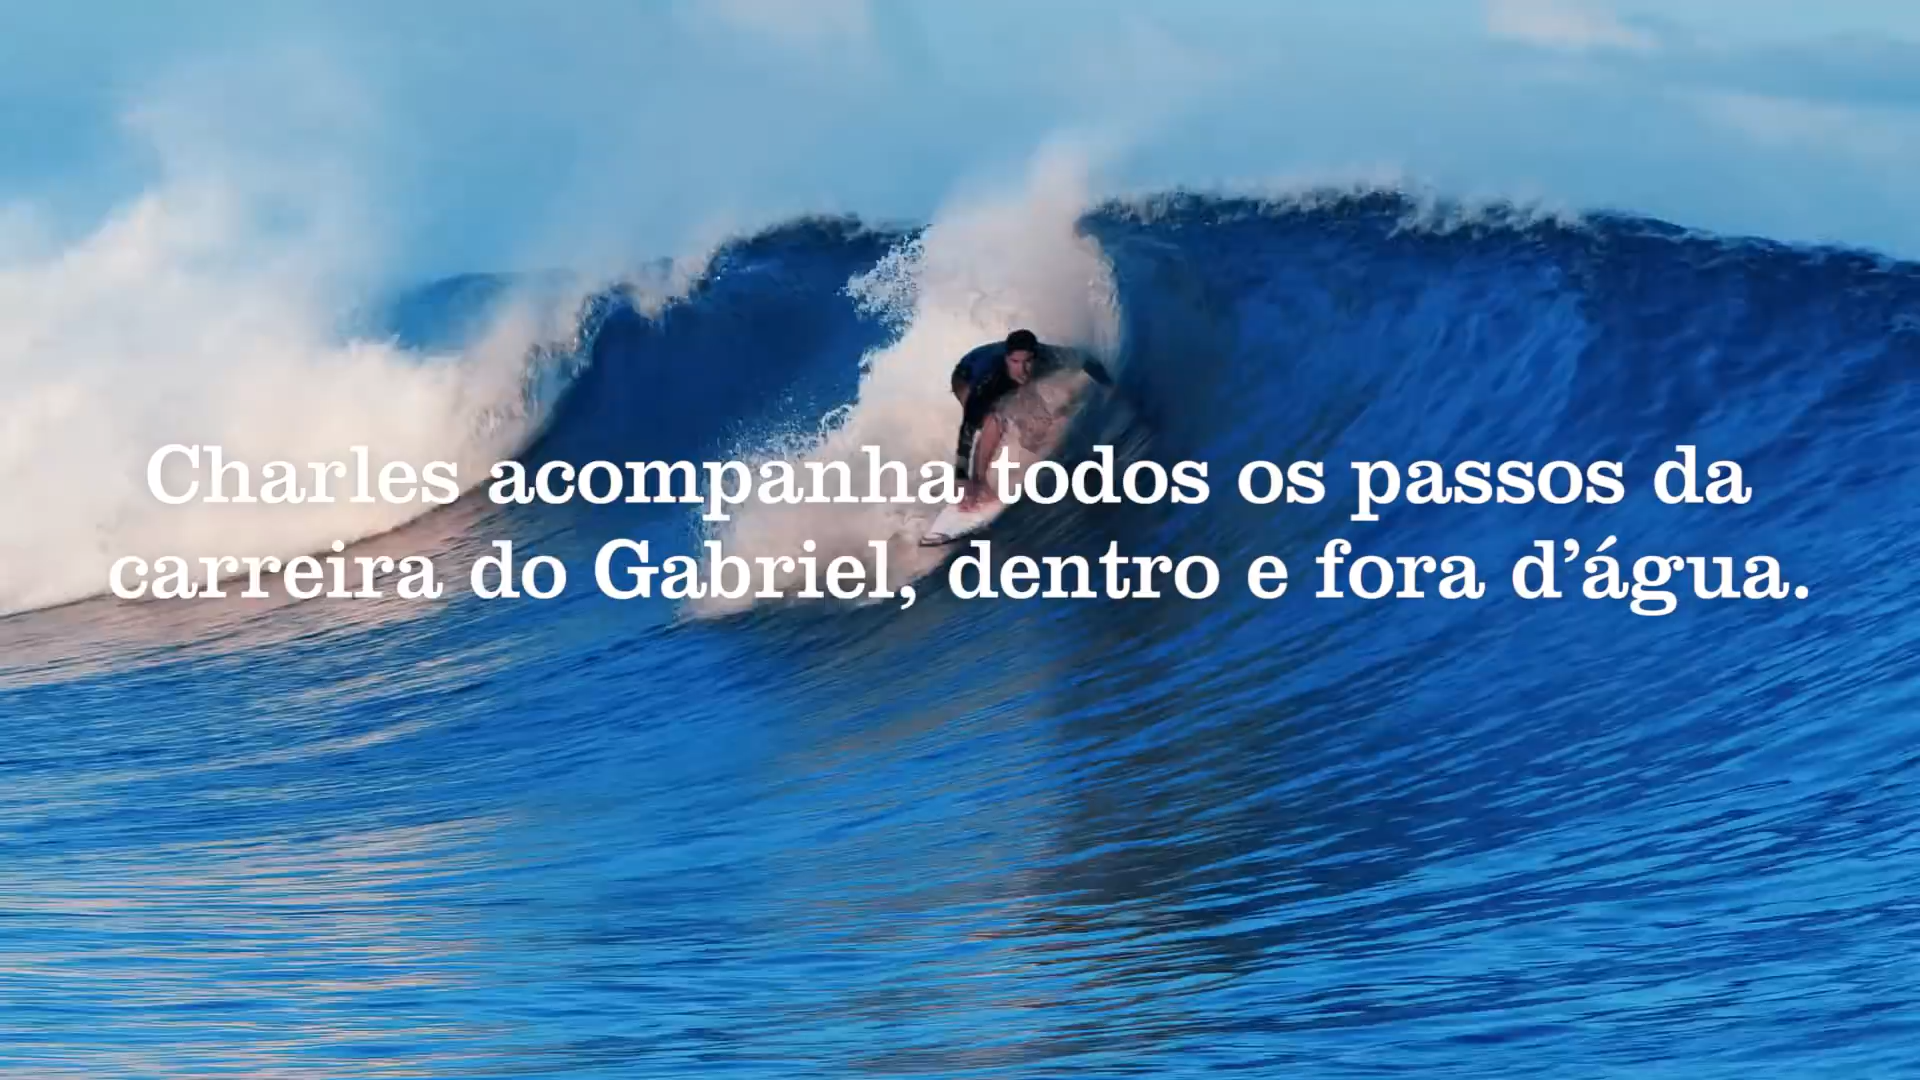 Charles acompanha todos os passos da
carreira do Gabriel, dentro e fora d’água.